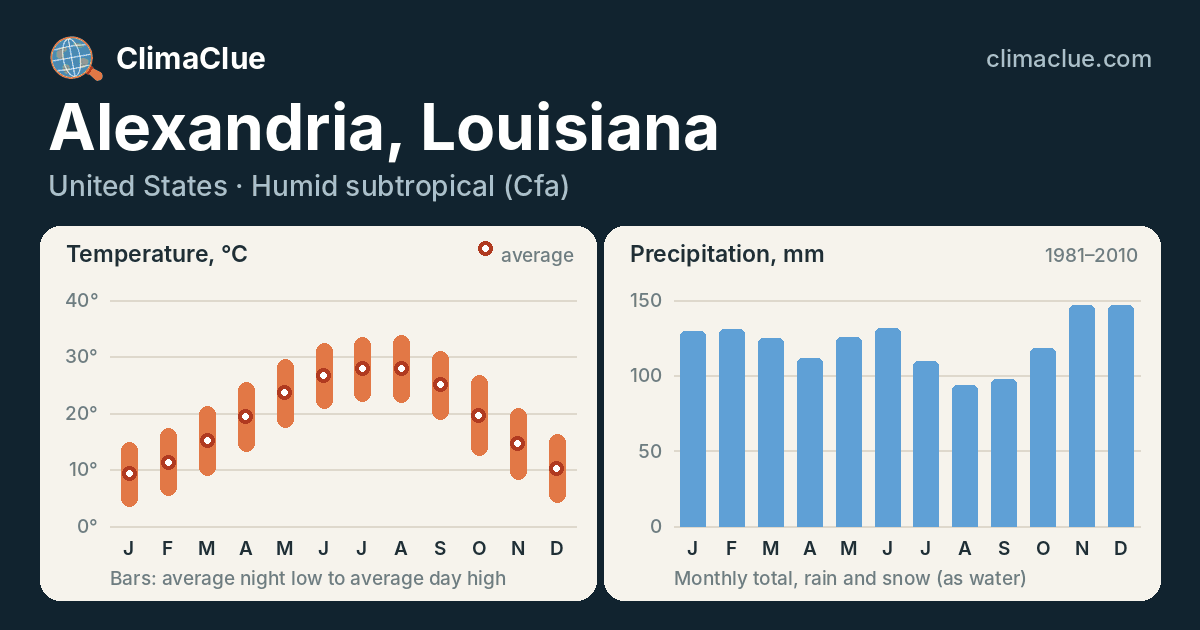 ClimaClue
climaclue.com
Alexandria, Louisiana
United States · Humid subtropical (Cfa)
Temperature, °C
average
40°
30°
20°
10°
0°
J F M A M J J A S O N D
Bars: average night low to average day high
Precipitation, mm
1981–2010
150
100
50
0
J F M A M J J A S O N D
Monthly total, rain and snow (as water)